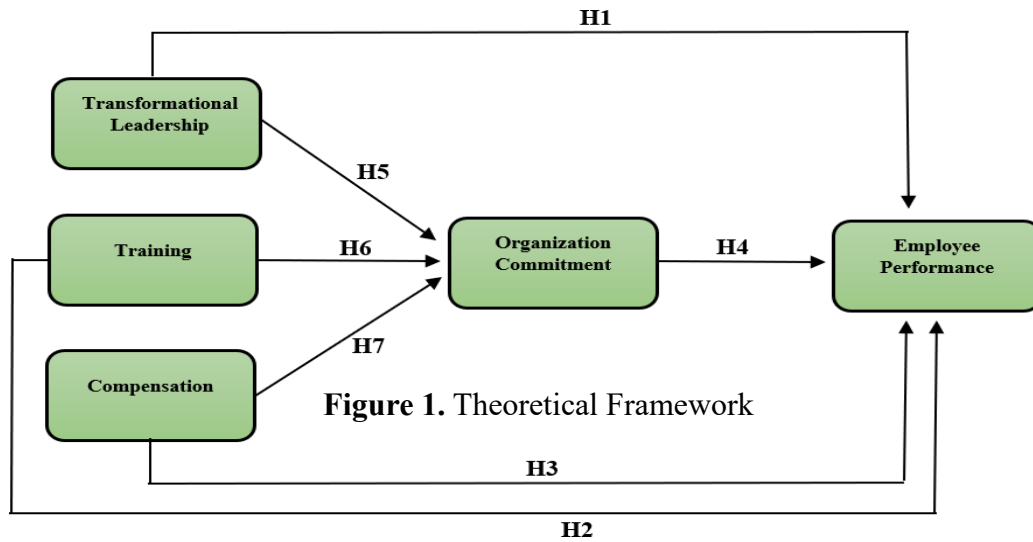 H1
Transformational
Leadership
H5
Training
H6
Organization
Commitment
H4
Employee
Performance
H7
Compensation
Figure 1. Theoretical Framework
H3
H2